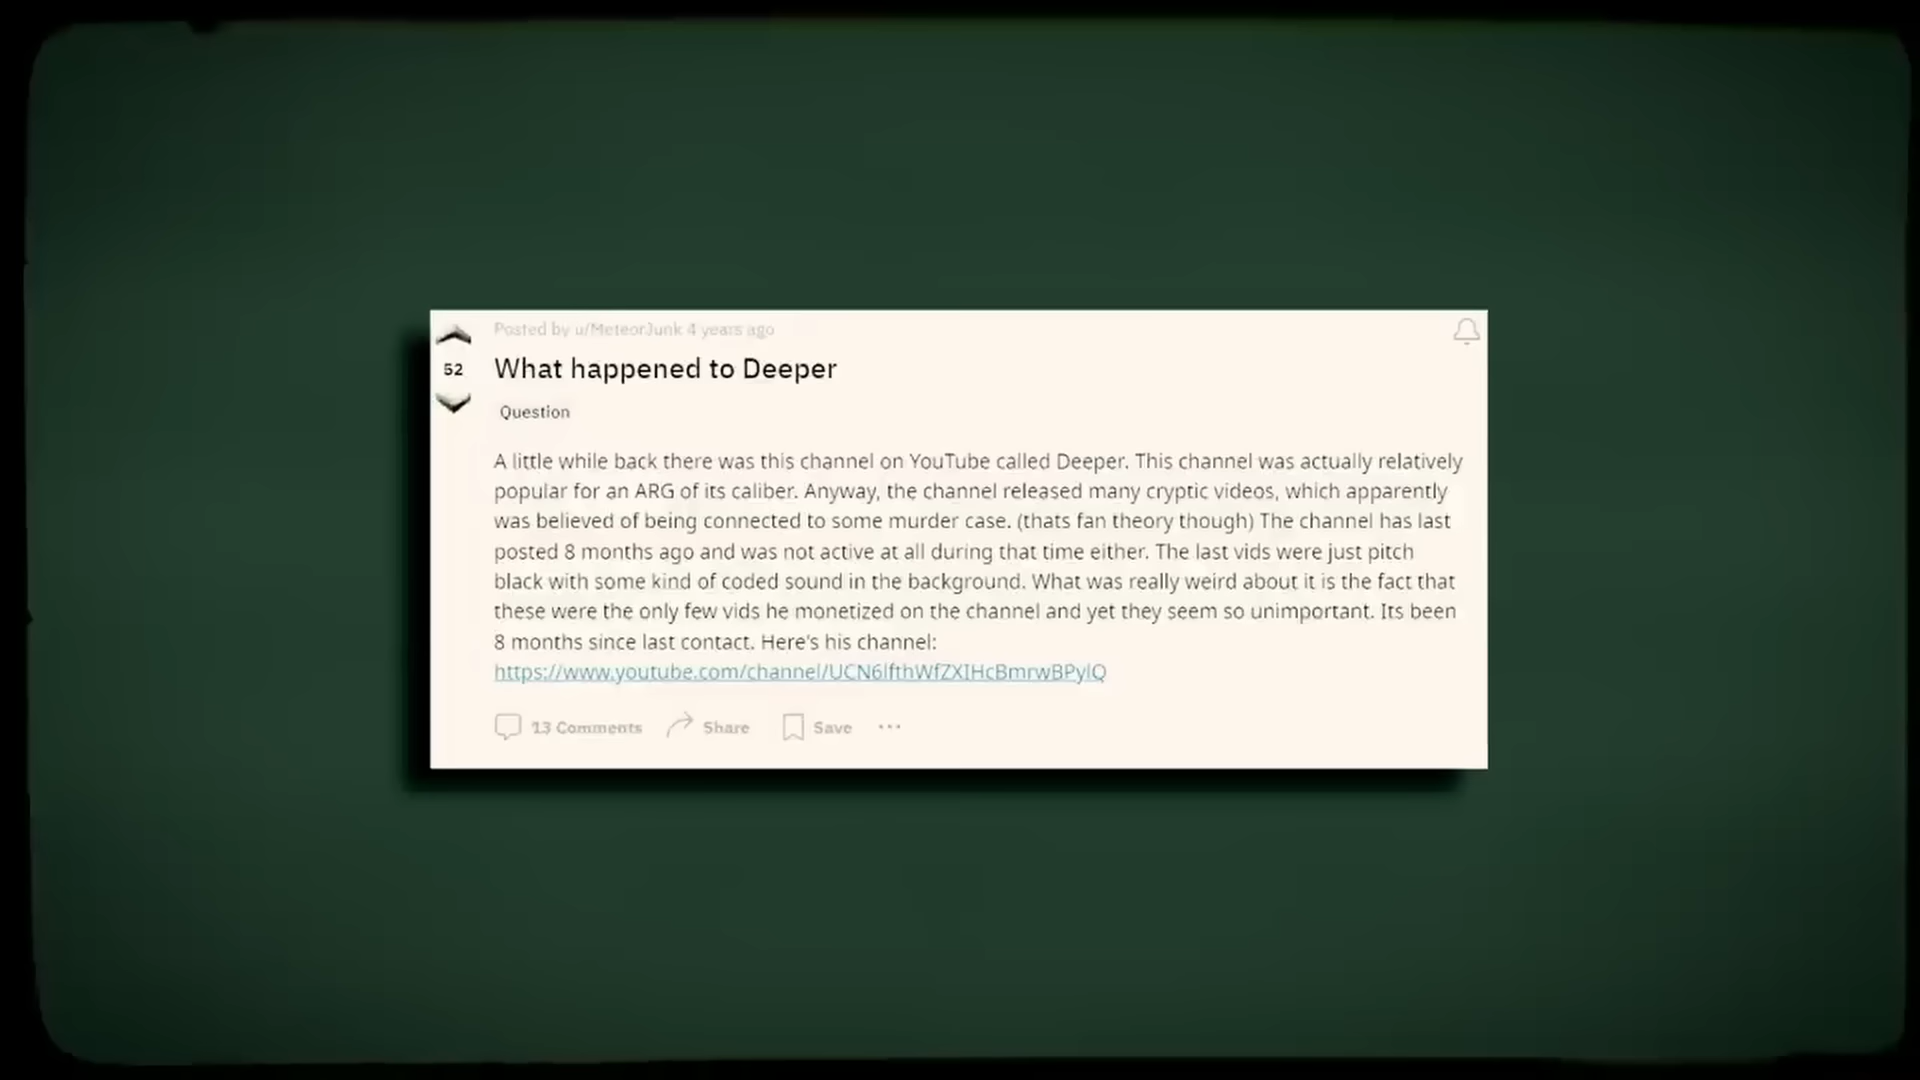 Posted by u/MeteorJunk 4 years ago
52
What happened to Deeper
Question
A little while back there was this channel on YouTube called Deeper. This channel was actually relatively
popular for an ARG of its caliber. Anyway, the channel released many cryptic videos, which apparently
was believed of being connected to some murder case. (thats fan theory though) The channel has last
posted 8 months ago and was not active at all during that time either. The last vids were just pitch
black with some kind of coded sound in the background. What was really weird about it is the fact that
these were the only few vids he monetized on the channel and yet they seem so unimportant. Its been
8 months since last contact. Here's his channel:
https://www.youtube.com/channel/UCN6lfthWfZXIHcBmrwBPylQ
13 Comments Share Save ...